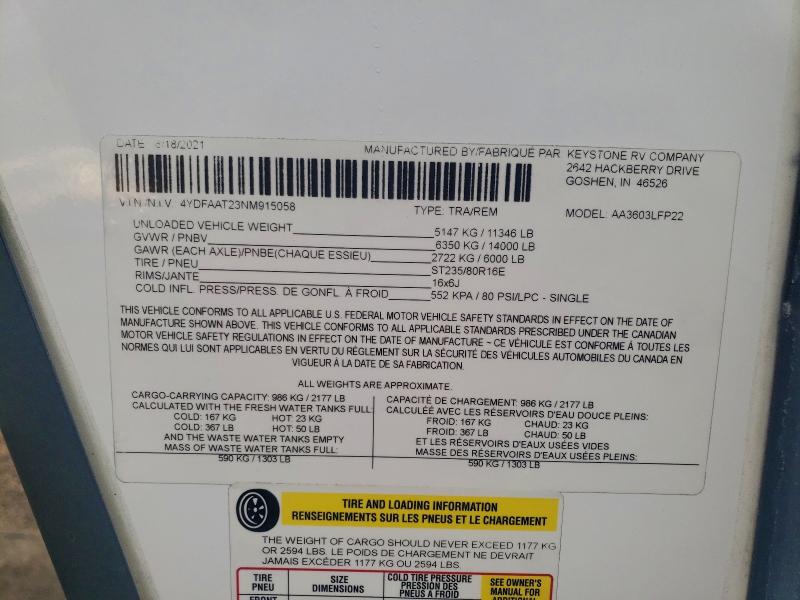 DATE 8/18/2021
MANUFACTURED BY/FABRIQUÉ PAR KEYSTONE RV COMPANY
2642 HACKBERRY DRIVE
GOSHEN, IN 46526
V.I.N./N.I.V. 4YDFAAT23NM915058
TYPE: TRA/REM
MODEL: AA3603LFP22
UNLOADED VEHICLE WEIGHT 5147 KG / 11346 LB
GVWR / PNBV 6350 KG / 14000 LB
GAWR (EACH AXLE)/PNBE(CHAQUE ESSIEU) 2722 KG / 6000 LB
TIRE / PNEU ST235/80R16E
RIMS/JANTE 16x6J
COLD INFL. PRESS/PRESS. DE GONFL. À FROID 552 KPA / 80 PSI/LPC - SINGLE
THIS VEHICLE CONFORMS TO ALL APPLICABLE U.S. FEDERAL MOTOR VEHICLE SAFETY STANDARDS IN EFFECT ON THE DATE OF
MANUFACTURE SHOWN ABOVE. THIS VEHICLE CONFORMS TO ALL APPLICABLE STANDARDS PRESCRIBED UNDER THE CANADIAN
MOTOR VEHICLE SAFETY REGULATIONS IN EFFECT ON THE DATE OF MANUFACTURE ~ CE VÉHICULE EST CONFORME À TOUTES LES
NORMES QUI LUI SONT APPLICABLES EN VERTU DU RÈGLEMENT SUR LA SÉCURITÉ DES VÉHICULES AUTOMOBILES DU CANADA EN
VIGUEUR À LA DATE DE SA FABRICATION.
ALL WEIGHTS ARE APPROXIMATE.
CARGO-CARRYING CAPACITY: 986 KG / 2177 LB
CALCULATED WITH THE FRESH WATER TANKS FULL:
COLD: 167 KG HOT: 23 KG
COLD: 367 LB HOT: 50 LB
AND THE WASTE WATER TANKS EMPTY
MASS OF WASTE WATER TANKS FULL:
590 KG / 1303 LB
CAPACITÉ DE CHARGEMENT: 986 KG / 2177 LB
CALCULÉE AVEC LES RÉSERVOIRS D'EAU DOUCE PLEINS:
FROID: 167 KG CHAUD: 23 KG
FROID: 367 LB CHAUD: 50 LB
ET LES RÉSERVOIRS D'EAUX USÉES VIDES
MASSE DES RÉSERVOIRS D'EAUX USÉES PLEINS:
590 KG / 1303 LB
TIRE AND LOADING INFORMATION
RENSEIGNEMENTS SUR LES PNEUS ET LE CHARGEMENT
THE WEIGHT OF CARGO SHOULD NEVER EXCEED 1177 KG
OR 2594 LBS. LE POIDS DE CHARGEMENT NE DEVRAIT
JAMAIS EXCÉDER 1177 KG OU 2594 LBS.
TIRE
PNEU
SIZE
DIMENSIONS
COLD TIRE PRESSURE
PRESSION DES
PNEUS A FROID
SEE OWNER'S
MANUAL FOR
ADDITIONAL
FRONT